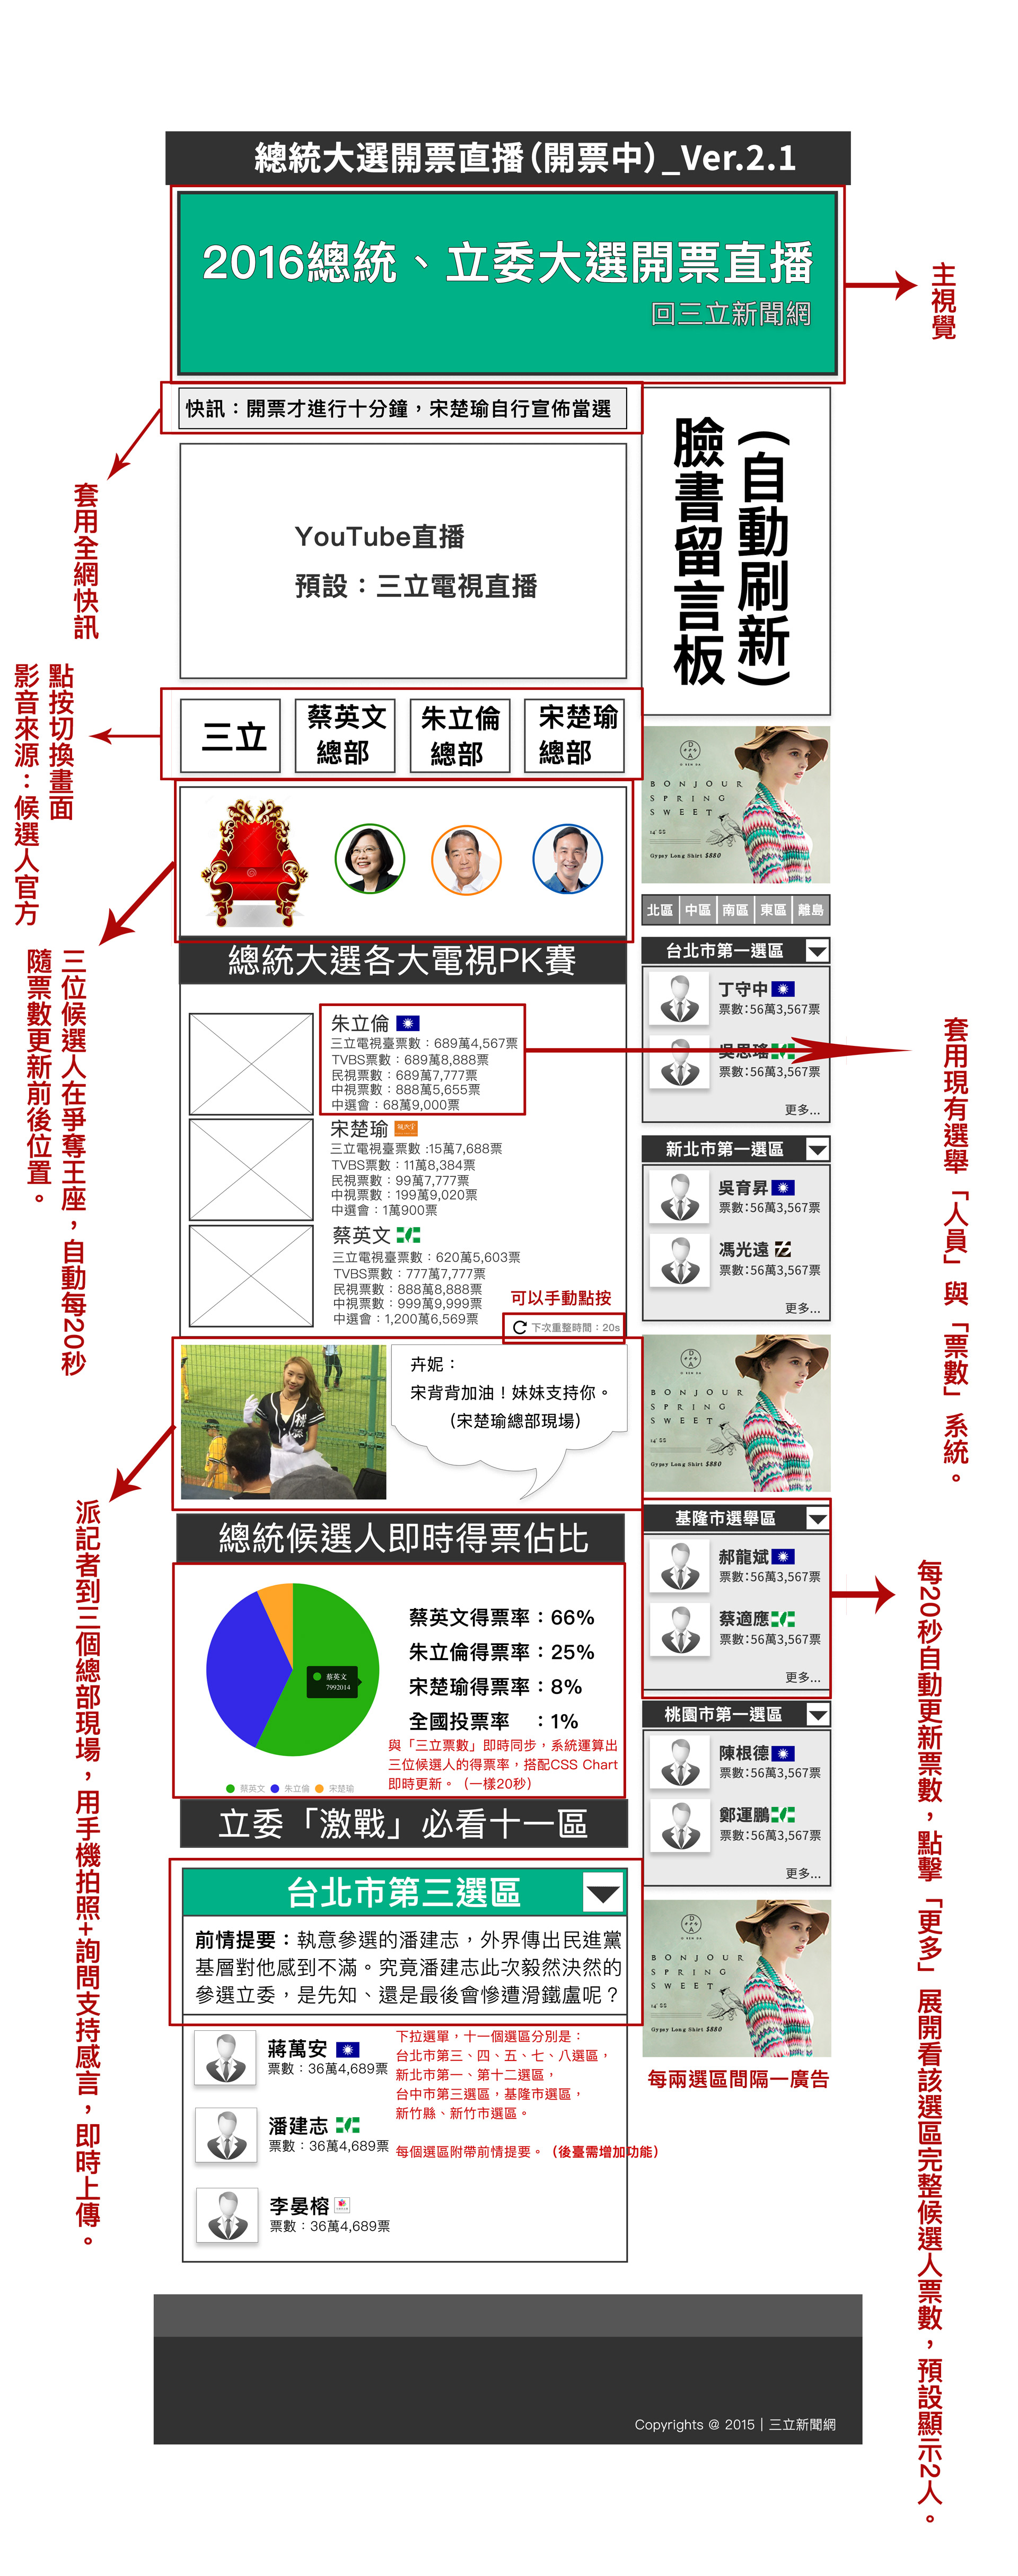 總統大選開票直播(開票中)_Ver.2.1
2016總統、立委大選開票直播
回三立新聞網
主視覺
快訊：開票才進行十分鐘，宋楚瑜自行宣佈當選
套用全網快訊
YouTube直播
預設：三立電視直播
(自動刷新)
臉書留言板
三立
蔡英文
總部
朱立倫
總部
宋楚瑜
總部
點按切換畫面
影音來源：候選人官方
三位候選人在爭奪王座，自動每20秒
隨票數更新前後位置。
總統大選各大電視PK賽
朱立倫
三立電視臺票數：689萬4,567票
TVBS票數：689萬8,888票
民視票數：689萬7,777票
中視票數：888萬5,655票
中選會：68萬9,000票
宋楚瑜
三立電視臺票數 :15萬7,688票
TVBS票數：11萬8,384票
民視票數：99萬7,777票
中視票數：199萬9,020票
中選會：1萬900票
蔡英文
三立電視臺票數：620萬5,603票
TVBS票數：777萬7,777票
民視票數：888萬8,888票
中視票數：999萬9,999票
中選會：1,200萬6,569票
可以手動點按
下次重整時間：20s
卉妮：
宋背背加油！妹妹支持你。
(宋楚瑜總部現場)
派記者到三個總部現場，用手機拍照+詢問支持感言，即時上傳。
總統候選人即時得票佔比
蔡英文
7992014
蔡英文 朱立倫 宋楚瑜
蔡英文得票率：66%
朱立倫得票率：25%
宋楚瑜得票率：8%
全國投票率 ：1%
與「三立票數」即時同步，系統運算出
三位候選人的得票率，搭配CSS Chart
即時更新。（一樣20秒）
立委「激戰」必看十一區
台北市第三選區
前情提要：執意參選的潘建志，外界傳出民進黨
基層對他感到不滿。究竟潘建志此次毅然決然的
參選立委，是先知、還是最後會慘遭滑鐵盧呢？
蔣萬安
票數：36萬4,689票
潘建志
票數：36萬4,689票
李晏榕
票數：36萬4,689票
下拉選單，十一個選區分別是：
台北市第三、四、五、七、八選區，
新北市第一、第十二選區，
台中市第三選區，基隆市選區，
新竹縣、新竹市選區。
每個選區附帶前情提要。（後臺需增加功能）
BONJOUR
SPRING
SWEET
14' SS
Gypsy Long Shirt $880
北區 中區 南區 東區 離島
台北市第一選區
丁守中
票數:56萬3,567票
吳思瑤
票數:56萬3,567票
更多...
套用現有選舉「人員」與「票數」系統。
新北市第一選區
吳育昇
票數:56萬3,567票
馮光遠
票數:56萬3,567票
更多...
BONJOUR
SPRING
SWEET
14' SS
Gypsy Long Shirt $880
基隆市選舉區
郝龍斌
票數:56萬3,567票
蔡適應
票數:56萬3,567票
更多...
桃園市第一選區
陳根德
票數:56萬3,567票
鄭運鵬
票數:56萬3,567票
更多...
每20秒自動更新票數，點擊「更多」展開看該選區完整候選人票數，預設顯示2人。
BONJOUR
SPRING
SWEET
14' SS
Gypsy Long Shirt $880
每兩選區間隔一廣告
Copyrights @ 2015 | 三立新聞網